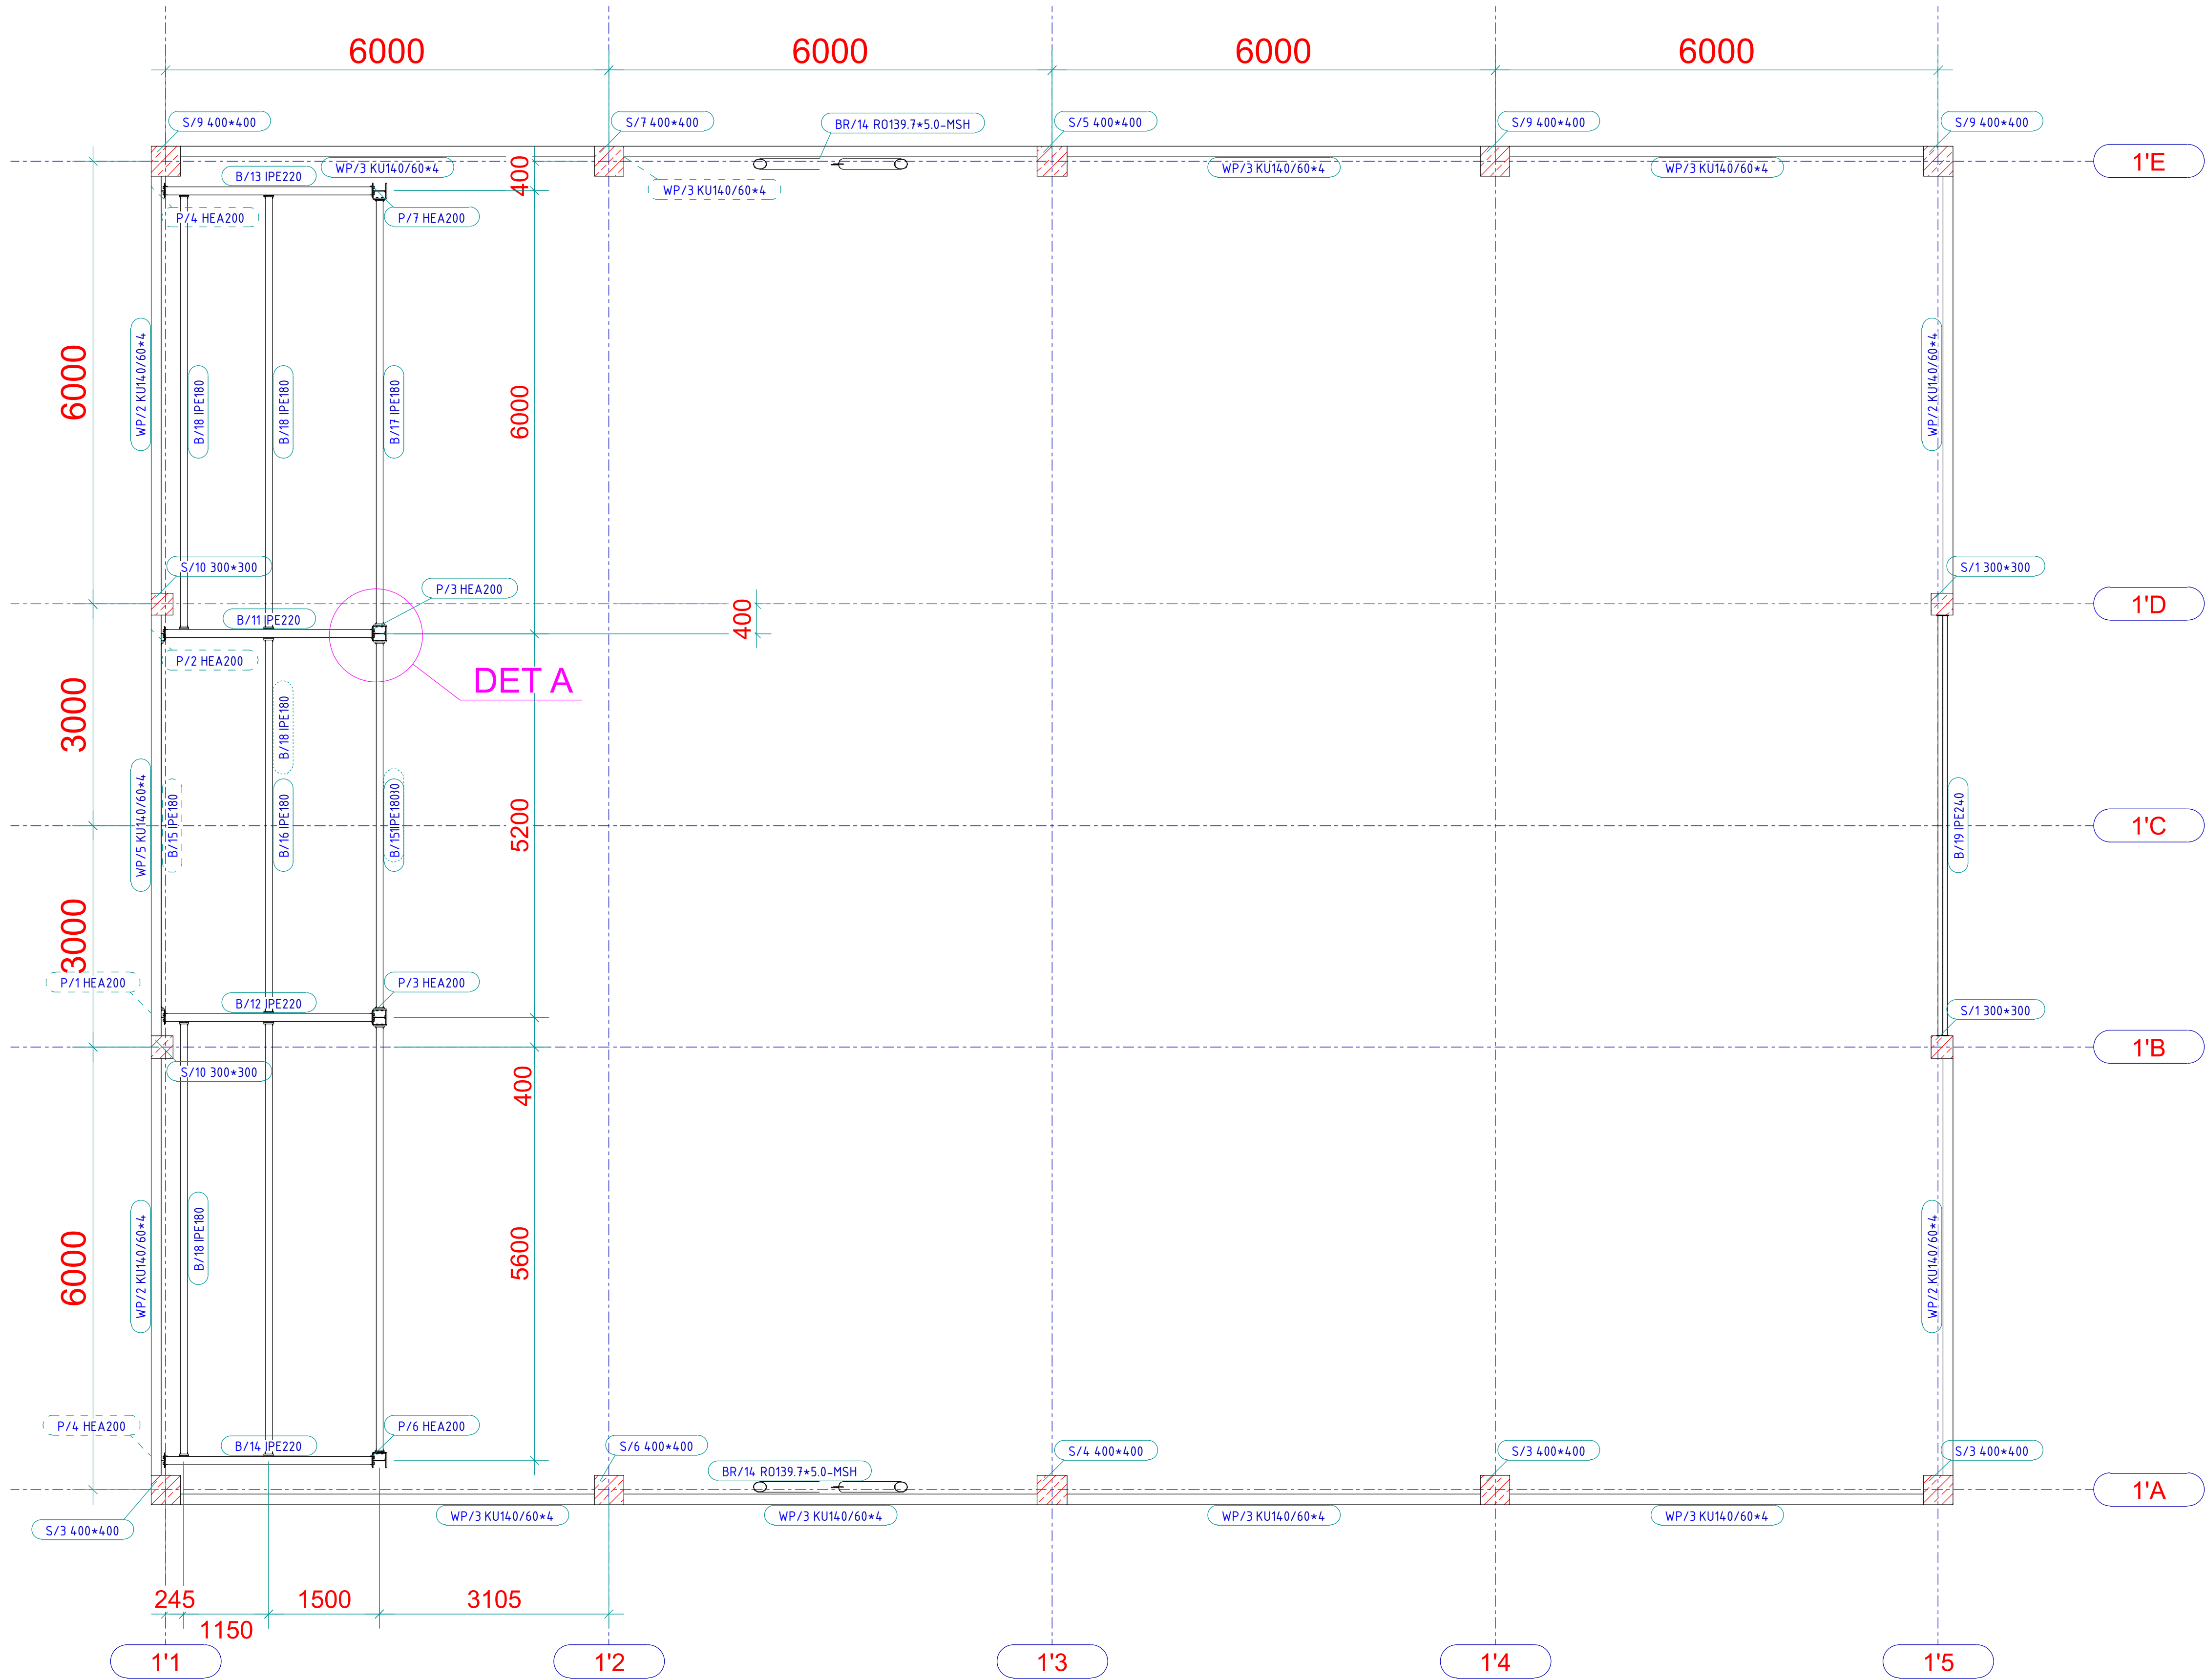 6000
6000
6000
6000
S/9 400*400
S/7 400*400
BR/14 RO139.7*5.0-MSH
S/5 400*400
S/9 400*400
S/9 400*400
WP/3 KU140/60*4
400
WP/3 KU140/60*4
WP/3 KU140/60*4
WP/3 KU140/60*4
1'E
B/13 IPE220
P/4 HEA200
P/7 HEA200
6000
WP/2 KU140/60*4
B/18 IPE180
B/18 IPE180
B/17 IPE180
6000
WP/2 KU140/60*4
S/10 300*300
P/3 HEA200
S/1 300*300
B/11 IPE220
400
1'D
P/2 HEA200
DET A
3000
B/18 IPE180
WP/5 KU140/60*4
B/15 IPE180
B/16 IPE180
5200
B/19 IPE240
1'C
3000
P/1 HEA200
P/3 HEA200
B/12 IPE220
S/1 300*300
1'B
S/10 300*300
400
6000
WP/2 KU140/60*4
B/18 IPE180
5600
WP/2 KU140/60*4
P/4 HEA200
P/6 HEA200
B/14 IPE220
S/6 400*400
S/4 400*400
S/3 400*400
S/3 400*400
BR/14 RO139.7*5.0-MSH
1'A
WP/3 KU140/60*4
WP/3 KU140/60*4
WP/3 KU140/60*4
WP/3 KU140/60*4
S/3 400*400
245
1150
1500
3105
1'1
1'2
1'3
1'4
1'5